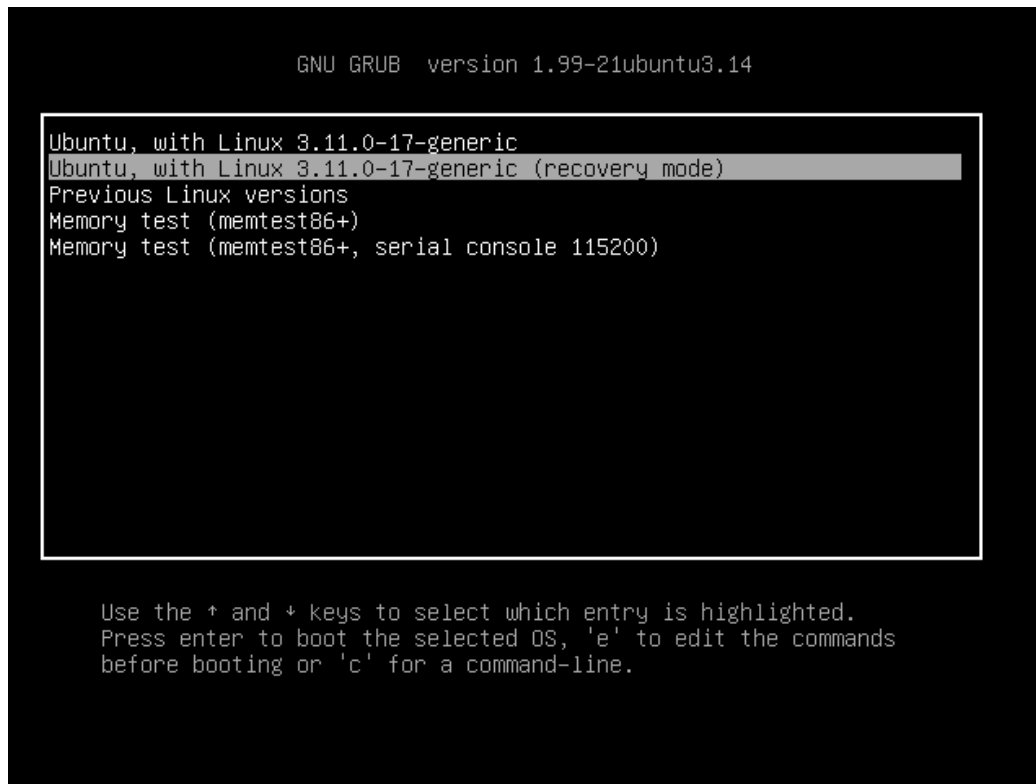 GNU GRUB  version 1.99-21ubuntu3.14
Ubuntu, with Linux 3.11.0-17-generic
Ubuntu, with Linux 3.11.0-17-generic (recovery mode)
Previous Linux versions
Memory test (memtest86+)
Memory test (memtest86+, serial console 115200)
Use the ↑ and ↓ keys to select which entry is highlighted.
Press enter to boot the selected OS, 'e' to edit the commands
before booting or 'c' for a command-line.